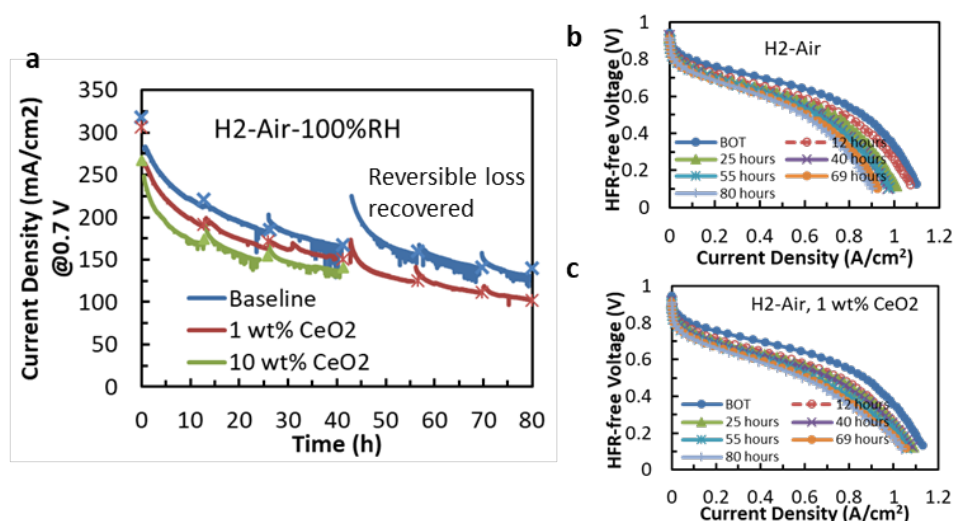 a
H2-Air-100%RH
Reversible loss
recovered
Current Density (mA/cm2)
@0.7 V
350
300
250
200
150
100
50
0
Baseline
1 wt% CeO2
10 wt% CeO2
0 10 20 30 40 50 60 70 80
Time (h)
b
H2-Air
HFR-free Voltage (V)
1
0.8
0.6
0.4
0.2
0
BOT 12 hours
25 hours 40 hours
55 hours 69 hours
80 hours
0 0.2 0.4 0.6 0.8 1 1.2
Current Density (A/cm²)
c
H2-Air, 1 wt% CeO2
HFR-free Voltage (V)
1
0.8
0.6
0.4
0.2
0
BOT 12 hours
25 hours 40 hours
55 hours 69 hours
80 hours
0 0.2 0.4 0.6 0.8 1 1.2
Current Density (A/cm²)